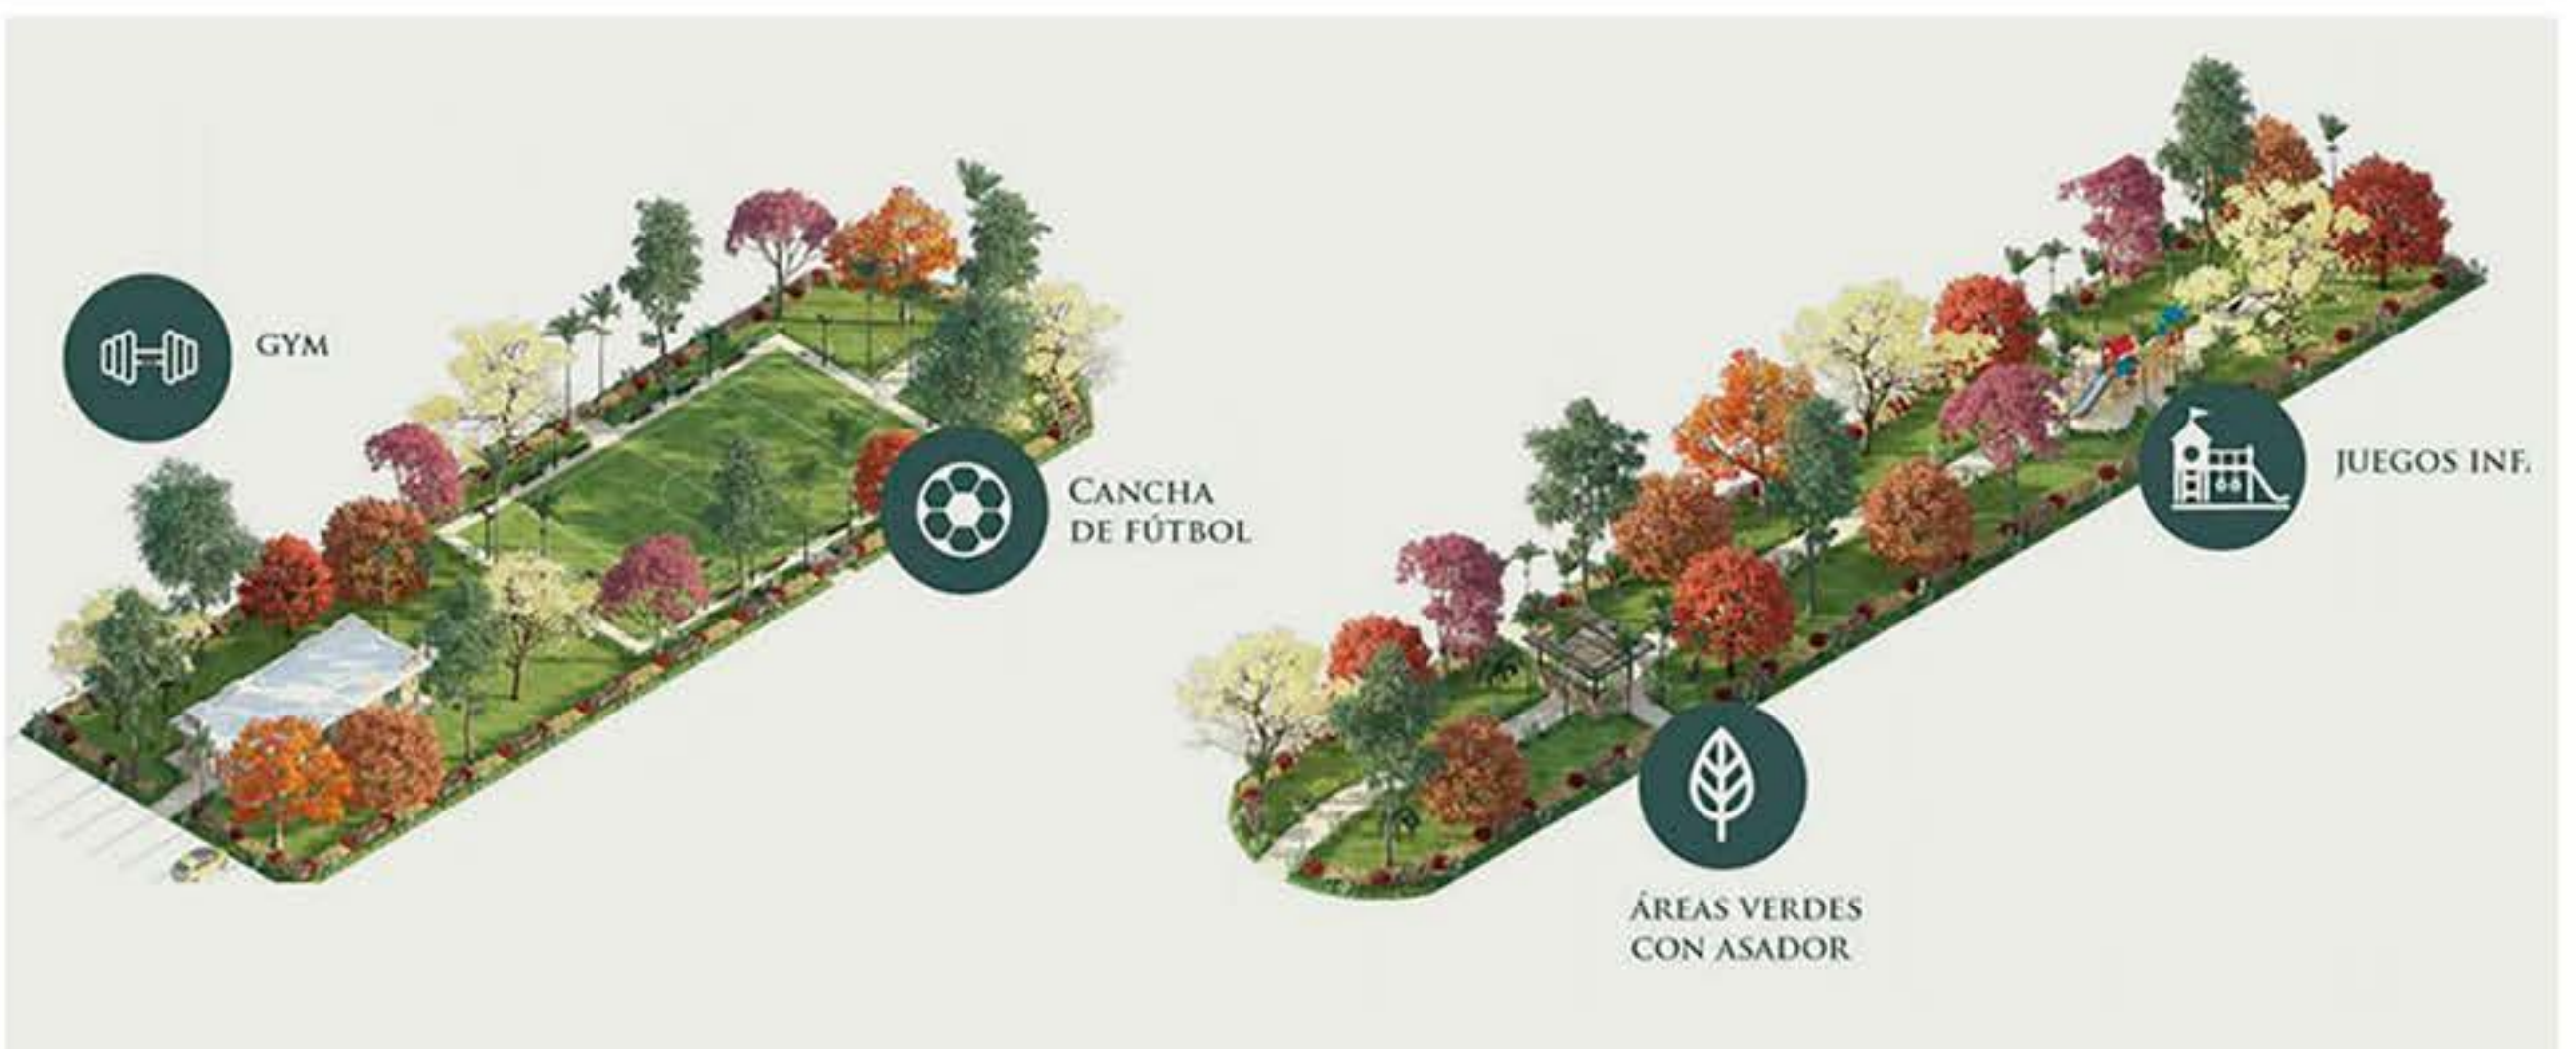 GYM
CANCHA
DE FÚTBOL
JUEGOS INF.
ÁREAS VERDES
CON ASADOR